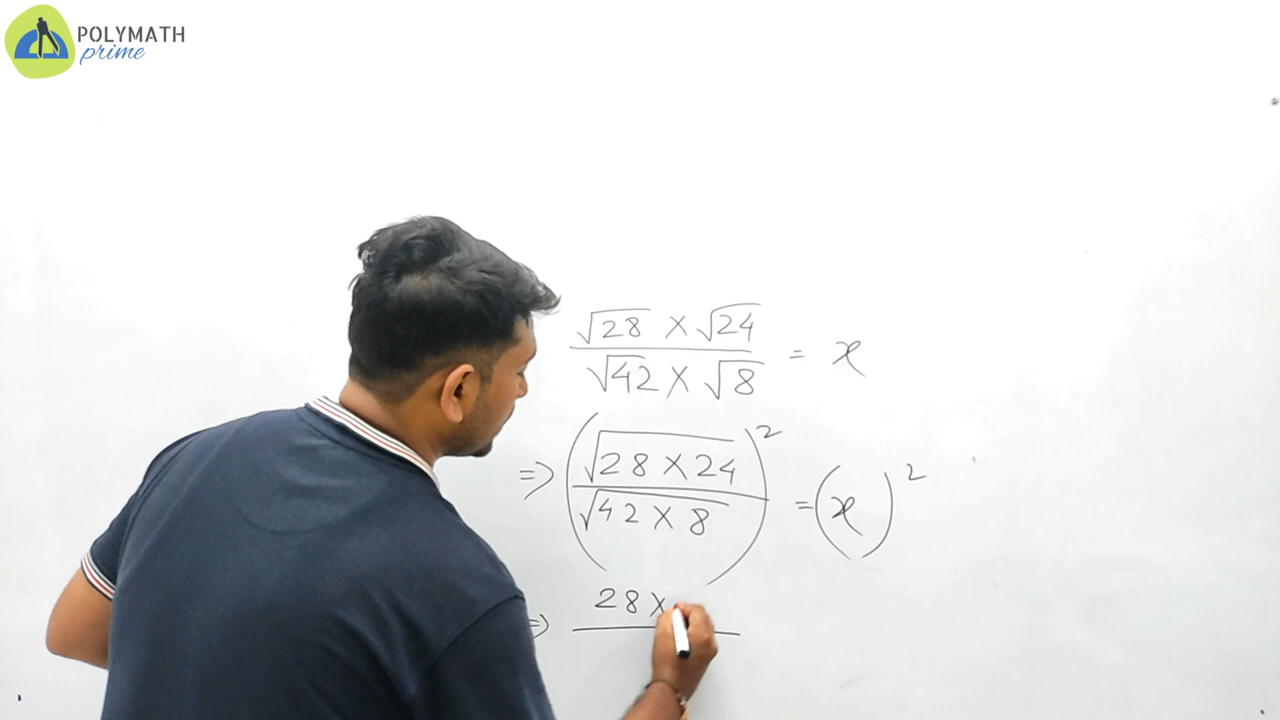 POLYMATH
prime
√28 × √24
√42 × √8
= x
=> (√28 × 24
√42 × 8)²
= (x)²
=> 28 ×